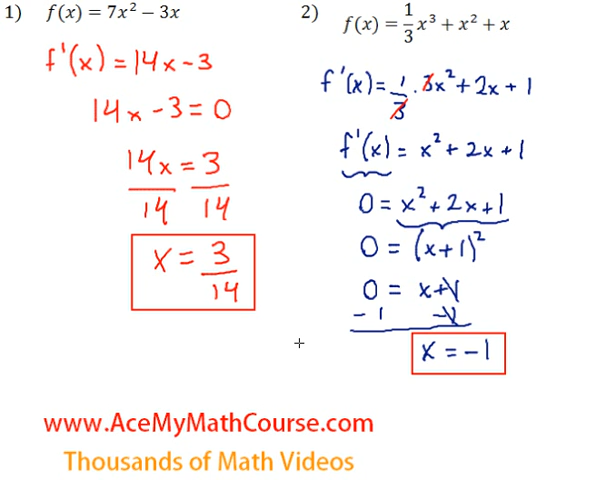 1) f(x) = 7x² − 3x
f'(x) = 14x - 3
14x - 3 = 0
14x = 3
14 14
x = 3/14
2) f(x) = 1/3 x³ + x² + x
f'(x) = 1/3 · 3x² + 2x + 1
f'(x) = x² + 2x + 1
0 = x² + 2x + 1
0 = (x+1)²
0 = x+1
-1 -1
x = -1
www.AceMyMathCourse.com
Thousands of Math Videos